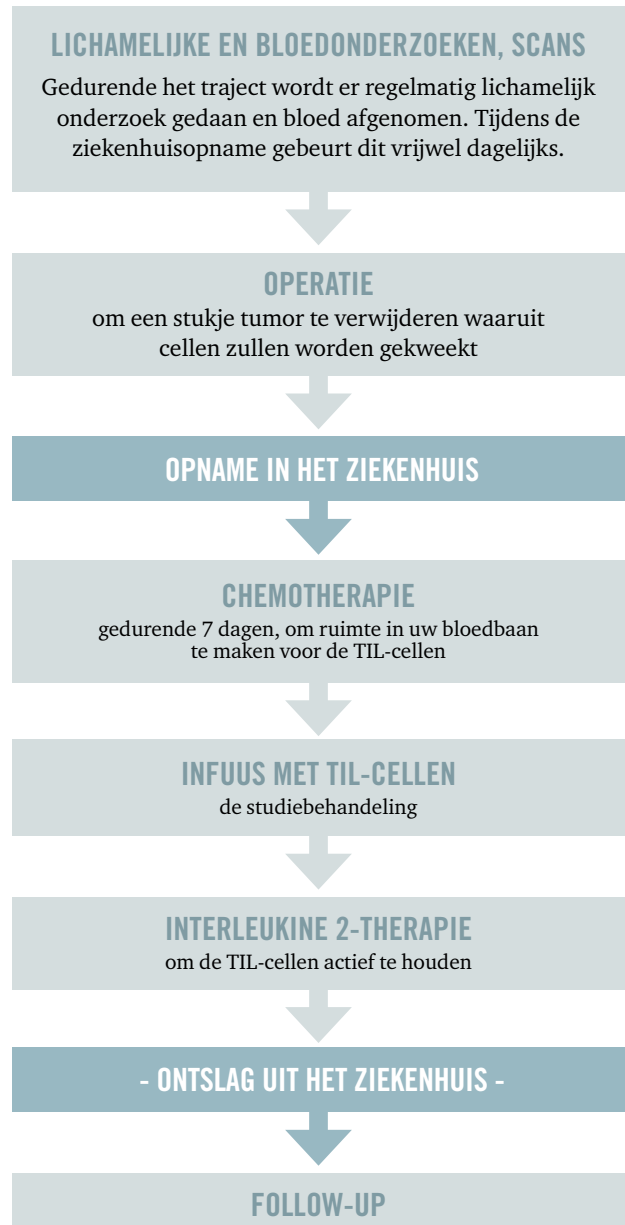 LICHAMELIJKE EN BLOEDONDERZOEKEN, SCANS
Gedurende het traject wordt er regelmatig lichamelijk
onderzoek gedaan en bloed afgenomen. Tijdens de
ziekenhuisopname gebeurt dit vrijwel dagelijks.
OPERATIE
om een stukje tumor te verwijderen waaruit
cellen zullen worden gekweekt
OPNAME IN HET ZIEKENHUIS
CHEMOTHERAPIE
gedurende 7 dagen, om ruimte in uw bloedbaan
te maken voor de TIL-cellen
INFUUS MET TIL-CELLEN
de studiebehandeling
INTERLEUKINE 2-THERAPIE
om de TIL-cellen actief te houden
- ONTSLAG UIT HET ZIEKENHUIS -
FOLLOW-UP